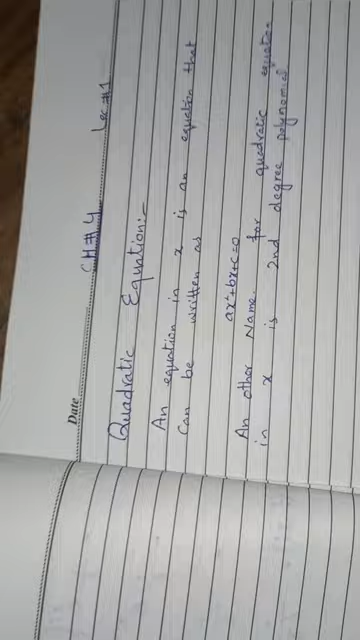 Date
CH#4 Lec#1
Quadratic Equation:-
An equation in x is an equation that
Can be written as
ax²+bx+c=0
An other Name for quadratic equation
in x is 2nd degree polynomial